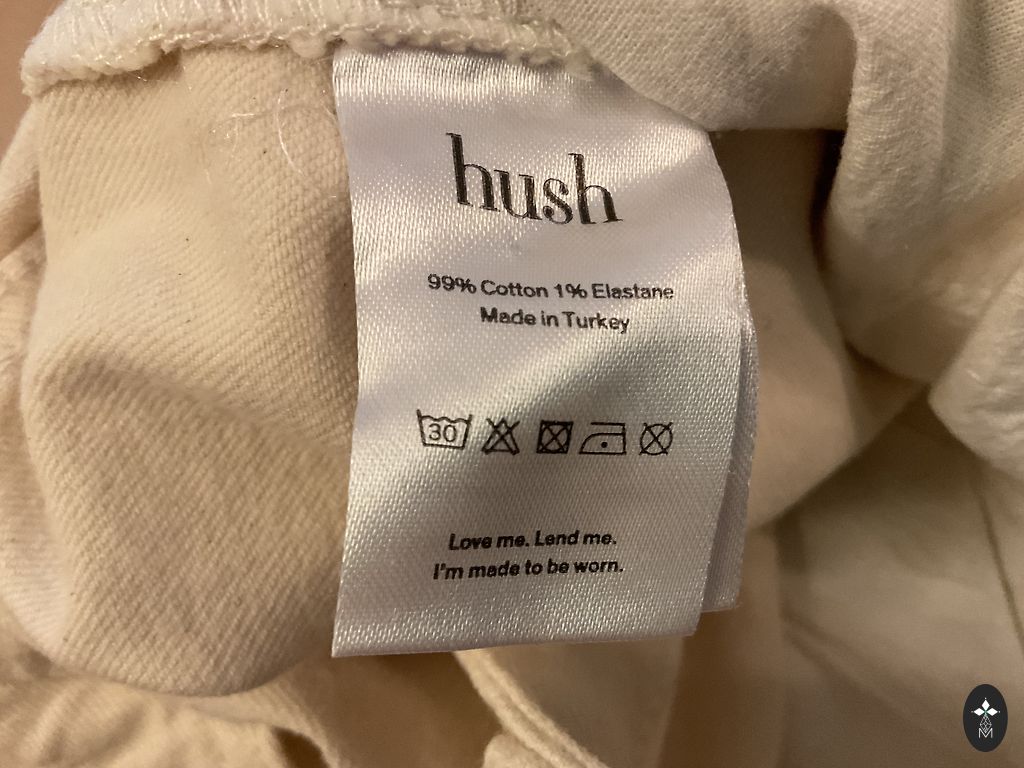 hush
99% Cotton 1% Elastane
Made in Turkey
30
Love me. Lend me.
I'm made to be worn.